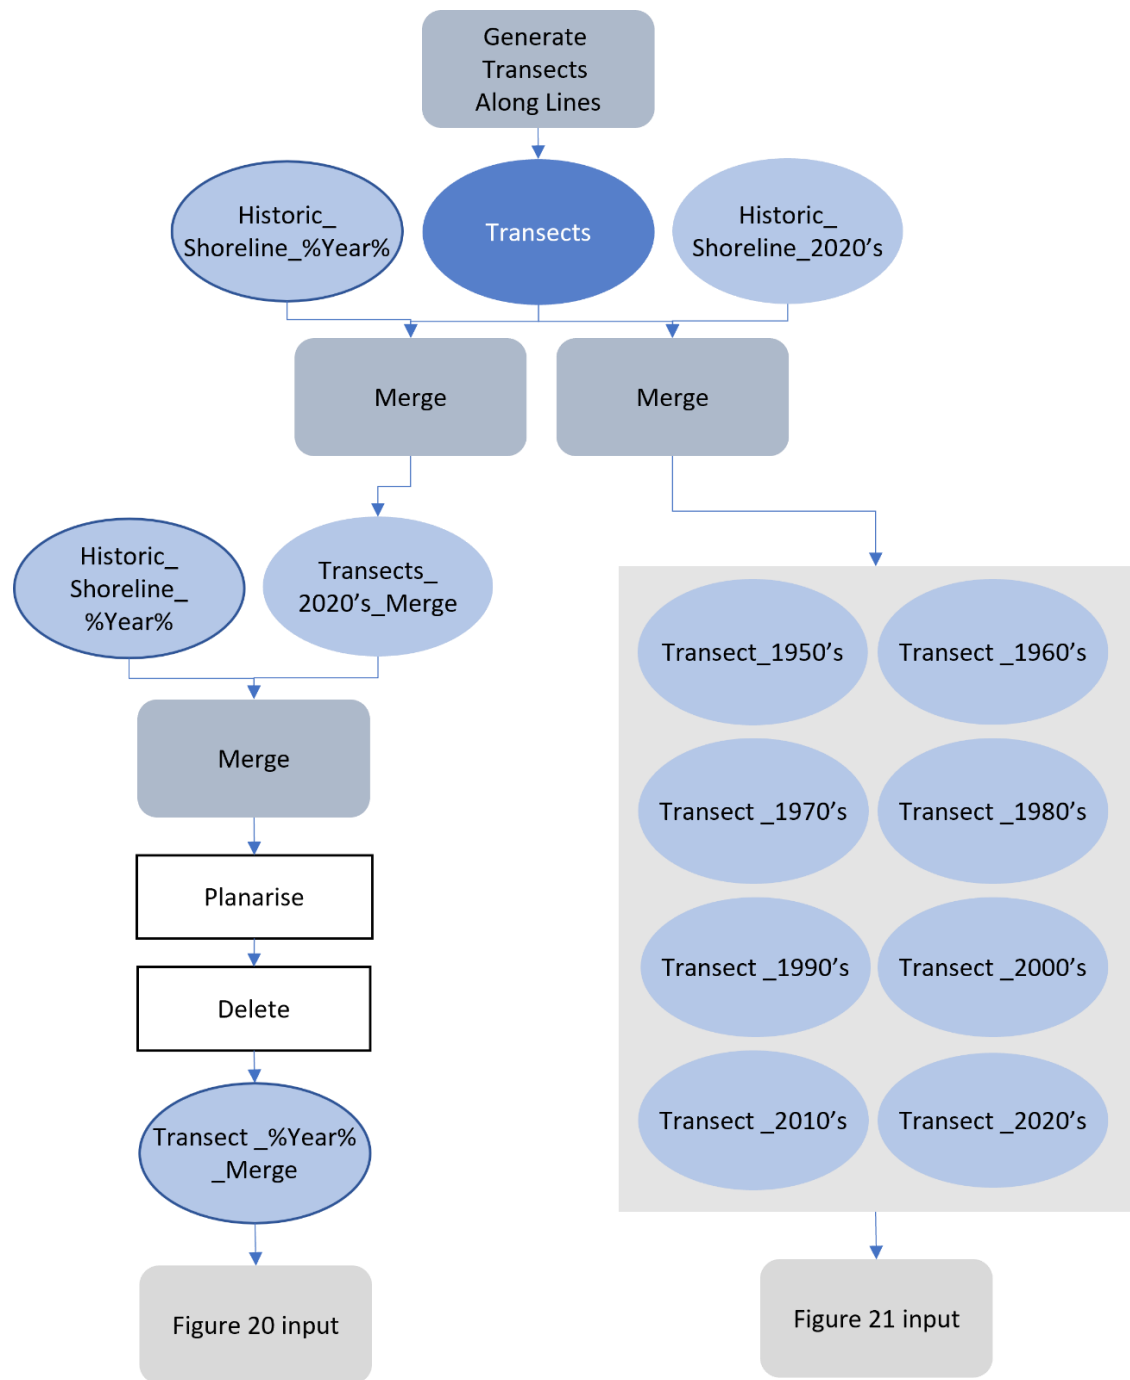 Generate
Transects
Along Lines
Historic_
Shoreline_%Year%
Transects
Historic_
Shoreline_2020’s
Merge
Merge
Historic_
Shoreline_
%Year%
Transects_
2020’s_Merge
Merge
Planarise
Delete
Transect _%Year%
_Merge
Figure 20 input
Transect_1950’s
Transect _1960’s
Transect _1970’s
Transect _1980’s
Transect _1990’s
Transect _2000’s
Transect _2010’s
Transect _2020’s
Figure 21 input